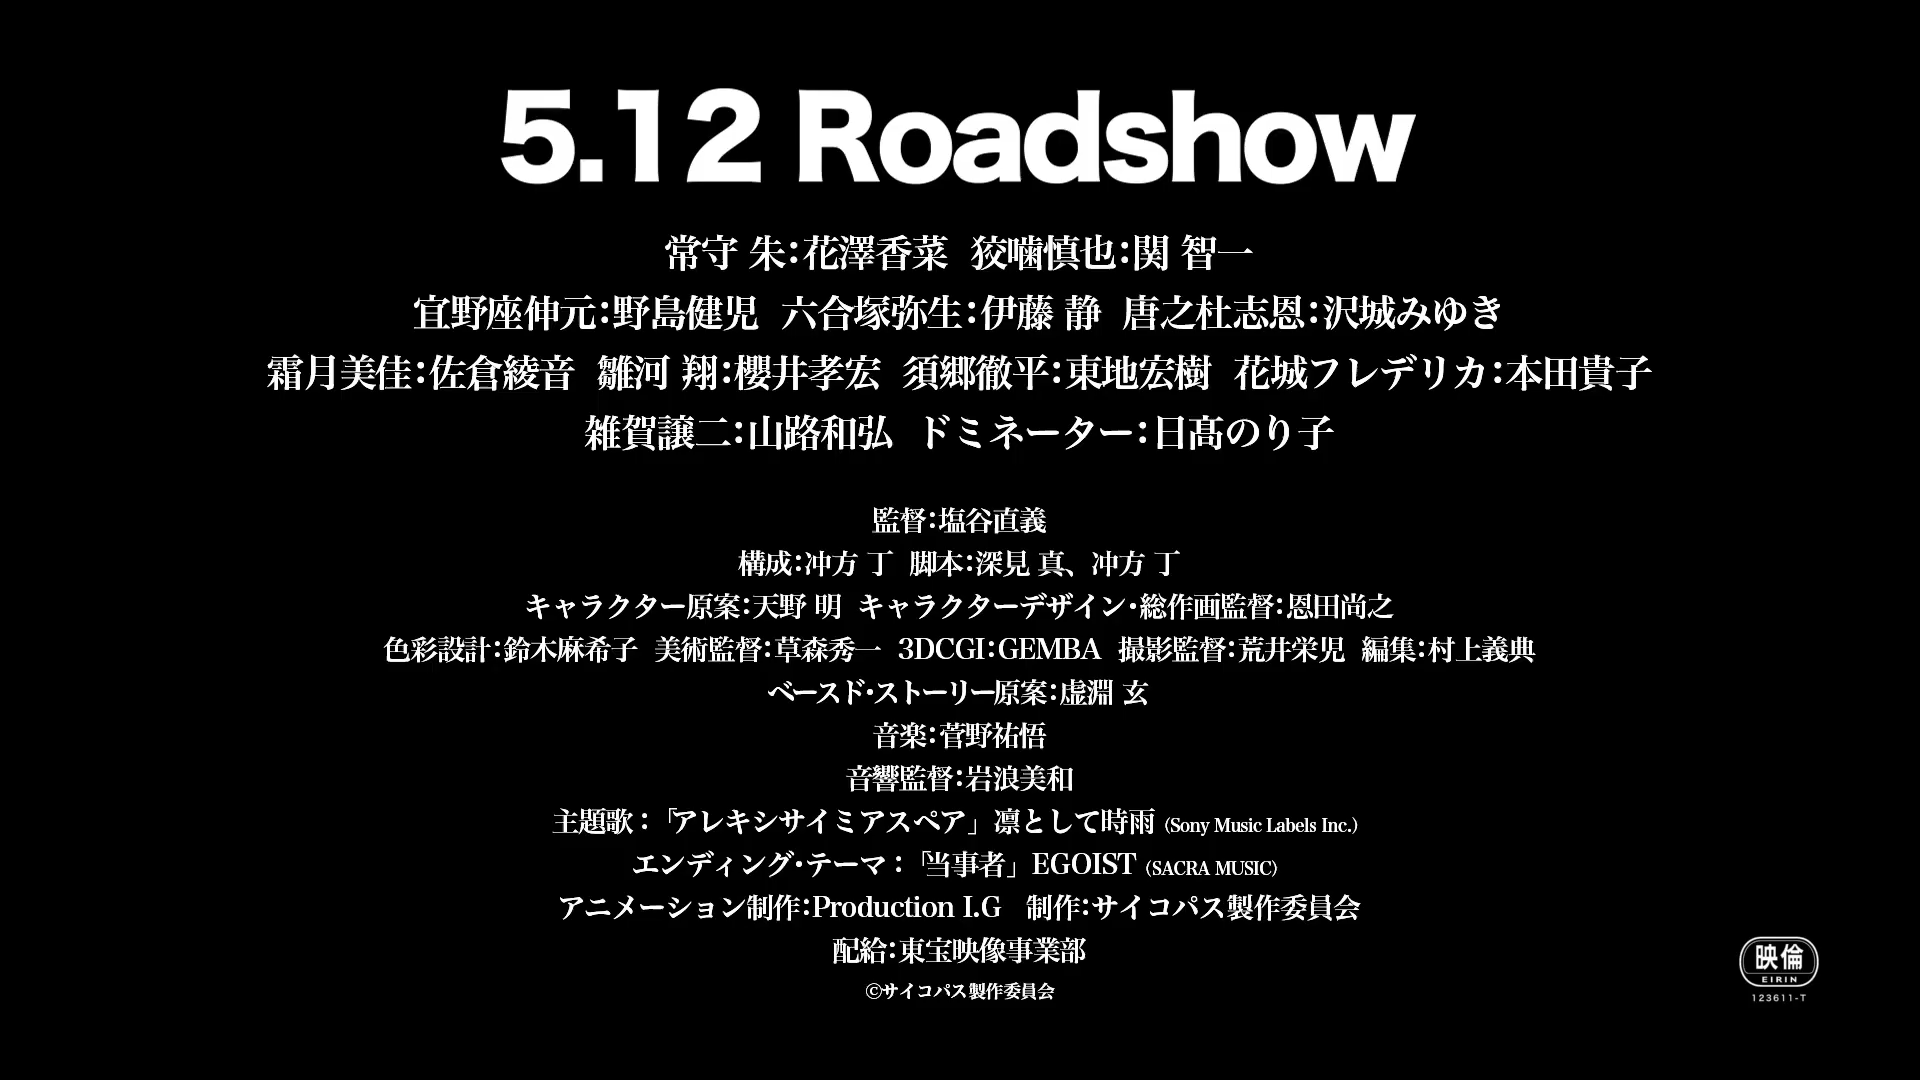 5.12 Roadshow
常守 朱：花澤香菜 狡噛慎也：関 智一
宜野座伸元：野島健児 六合塚弥生：伊藤 静 唐之杜志恩：沢城みゆき
霜月美佳：佐倉綾音 雛河 翔：櫻井孝宏 須郷徹平：東地宏樹 花城フレデリカ：本田貴子
雑賀譲二：山路和弘 ドミネーター：日髙のり子
監督：塩谷直義
構成：冲方 丁 脚本：深見 真、冲方 丁
キャラクター原案：天野 明 キャラクターデザイン・総作画監督：恩田尚之
色彩設計：鈴木麻希子 美術監督：草森秀一 3DCGI：GEMBA 撮影監督：荒井栄児 編集：村上義典
ベースド・ストーリー原案：虚淵 玄
音楽：菅野祐悟
音響監督：岩浪美和
主題歌：「アレキシサイミアスペア」凛として時雨 (Sony Music Labels Inc.)
エンディング・テーマ：「当事者」EGOIST (SACRA MUSIC)
アニメーション制作：Production I.G 制作：サイコパス製作委員会
配給：東宝映像事業部
©サイコパス製作委員会
映倫
EIRIN
123611-T